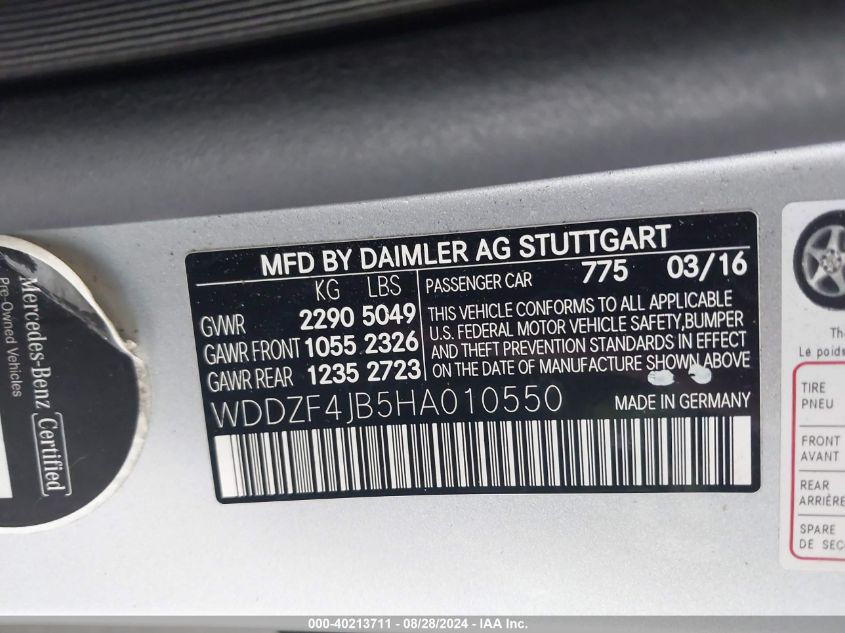 MFD BY DAIMLER AG STUTTGART
KG LBS
GVWR 2290 5049
GAWR FRONT 1055 2326
GAWR REAR 1235 2723
PASSENGER CAR 775 03/16
THIS VEHICLE CONFORMS TO ALL APPLICABLE
U.S. FEDERAL MOTOR VEHICLE SAFETY,BUMPER
AND THEFT PREVENTION STANDARDS IN EFFECT
ON THE DATE OF MANUFACTURE SHOWN ABOVE
WDDZF4JB5HA010550 MADE IN GERMANY
Mercedes-Benz Certified
Pre-Owned Vehicles
Le poids
TIRE
PNEU
FRONT
AVANT
REAR
ARRIÈRE
SPARE
DE
000-40213711 - 08/28/2024 - IAA Inc.